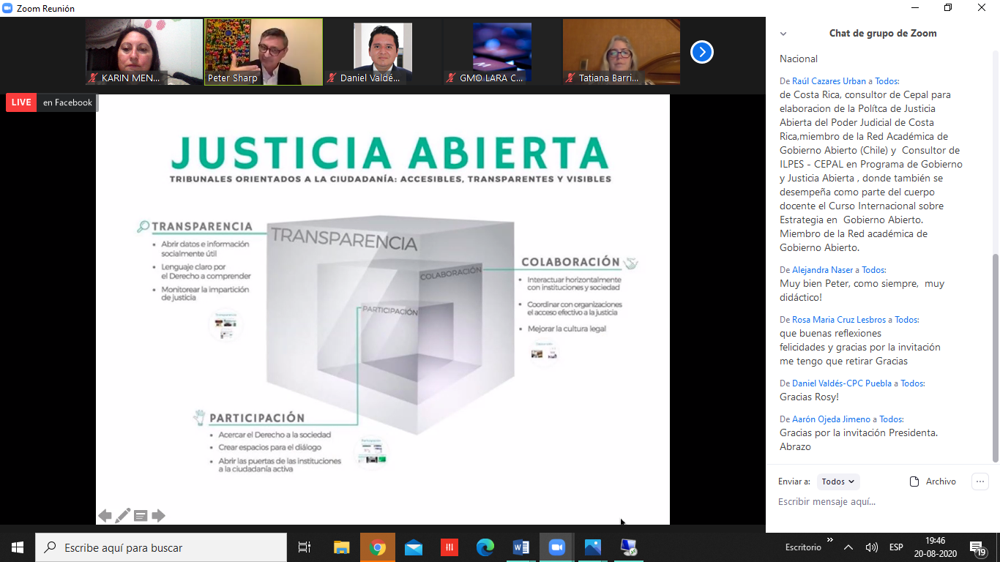 Zoom Reunión
KARIN MEN...
Peter Sharp
Daniel Valdé...
GMO LARA C...
Tatiana Barri...
LIVE en Facebook
JUSTICIA ABIERTA
TRIBUNALES ORIENTADOS A LA CIUDADANÍA: ACCESIBLES, TRANSPARENTES Y VISIBLES
TRANSPARENCIA
• Abrir datos e información
socialmente útil
• Lenguaje claro por
el Derecho a comprender
• Monitorear la impartición
de justicia
Transparencia
TRANSPARENCIA
COLABORACIÓN
PARTICIPACIÓN
COLABORACIÓN
• Interactuar horizontalmente
con instituciones y sociedad
• Coordinar con organizaciones
el acceso efectivo a la justicia
• Mejorar la cultura legal
PARTICIPACIÓN
• Acercar el Derecho a la sociedad
• Crear espacios para el diálogo
• Abrir las puertas de las instituciones
a la ciudadanía activa
Participación
Chat de grupo de Zoom
Nacional
De Raúl Cazares Urban a Todos:
de Costa Rica, consultor de Cepal para
elaboracion de la Polítca de Justicia
Abierta del Poder Judicial de Costa
Rica,miembro de la Red Académica de
Gobierno Abierto (Chile) y Consultor de
ILPES - CEPAL en Programa de Gobierno
y Justicia Abierta , donde también se
desempeña como parte del cuerpo
docente el Curso Internacional sobre
Estrategia en Gobierno Abierto.
Miembro de la Red académica de
Gobierno Abierto.
De Alejandra Naser a Todos:
Muy bien Peter, como siempre, muy
didáctico!
De Rosa Maria Cruz Lesbros a Todos:
que buenas reflexiones
felicidades y gracias por la invitación
me tengo que retirar Gracias
De Daniel Valdés-CPC Puebla a Todos:
Gracias Rosy!
De Aarón Ojeda Jimeno a Todos:
Gracias por la invitación Presidenta.
Abrazo
Enviar a: Todos Archivo ...
Escribir mensaje aquí...
Escribe aquí para buscar
Escritorio » ESP
19:46
20-08-2020
19